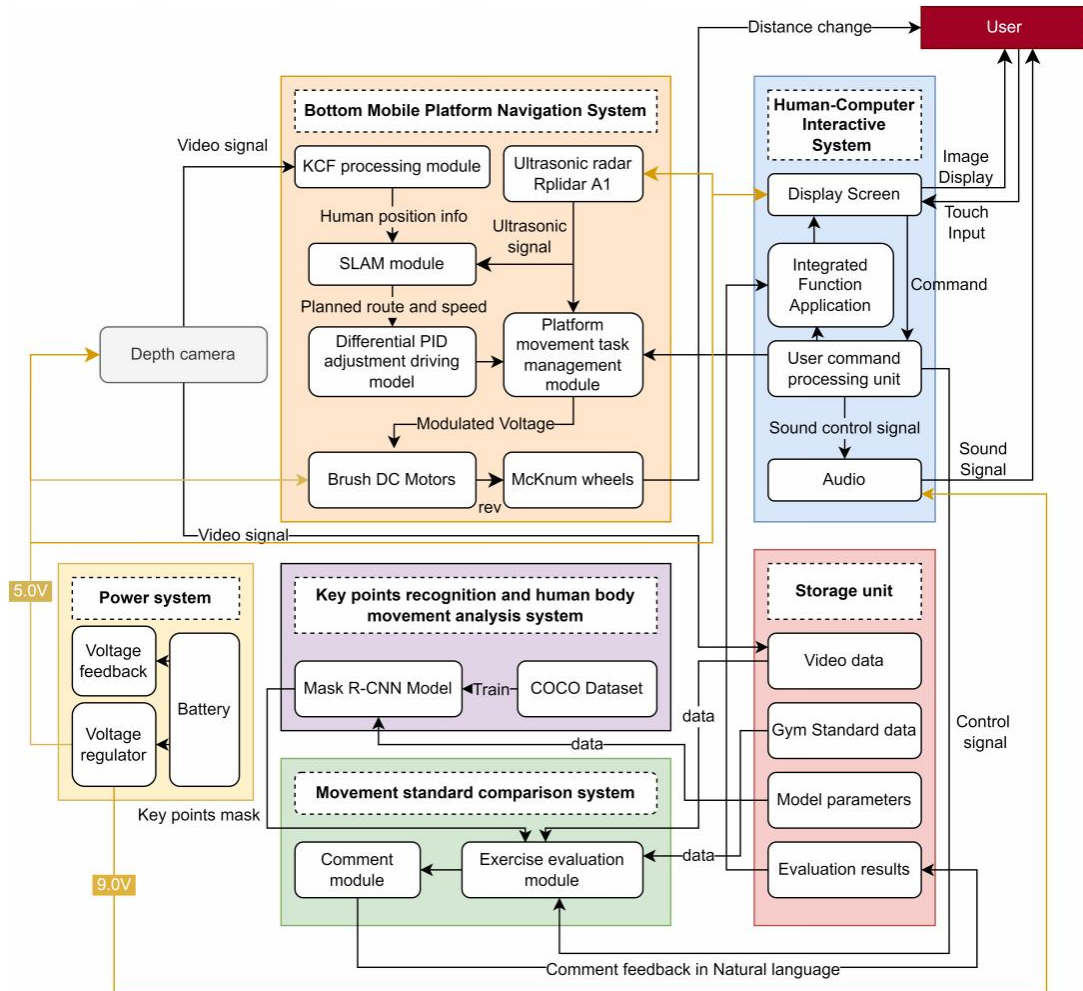 Distance change
User
Bottom Mobile Platform Navigation System
Human-Computer
Interactive
System
Video signal
KCF processing module
Ultrasonic radar
Rplidar A1
Image
Display
Display Screen
Touch
Input
Human position info
Ultrasonic
signal
SLAM module
Integrated
Function
Application
Command
Planned route and speed
Depth camera
Differential PID
adjustment driving
model
Platform
movement task
management module
User command
processing unit
Modulated Voltage
Sound control signal
Sound
Signal
Brush DC Motors
rev
McKnum wheels
Audio
Video signal
5.0V
Power system
Key points recognition and human body
movement analysis system
Storage unit
Voltage
feedback
Battery
Voltage
regulator
Mask R-CNN Model
Train
COCO Dataset
Video data
data
Gym Standard data
Control
signal
data
Movement standard comparison system
Model parameters
Key points mask
Comment
module
Exercise evaluation
module
data
Evaluation results
9.0V
Comment feedback in Natural language